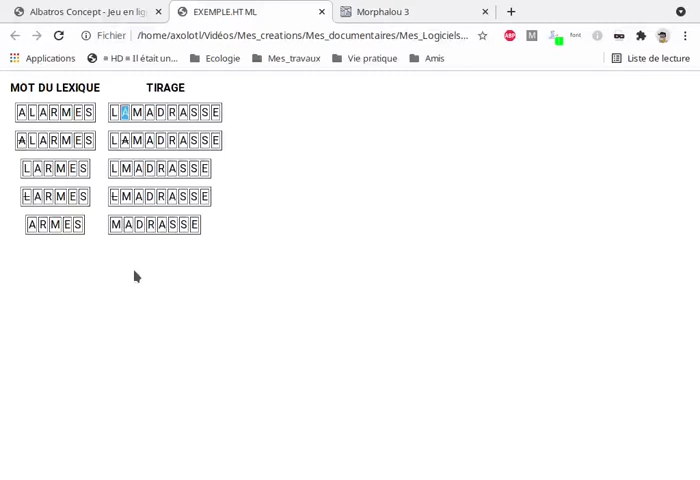 Albatros Concept - Jeu en lig
EXEMPLE.HTML
Morphalou 3
Fichier
/home/axolotl/Vidéos/Mes_creations/Mes_documentaires/Mes_Logiciels...
ABP
M
font
Applications
= HD = Il était un...
Ecologie
Mes_travaux
Vie pratique
Amis
Liste de lecture
MOT DU LEXIQUE TIRAGE
ALARMES LAMADRASSE
ALARMES LAMADRASSE
LARMES LMADRASSE
LARMES LMADRASSE
ARMES MADRASSE